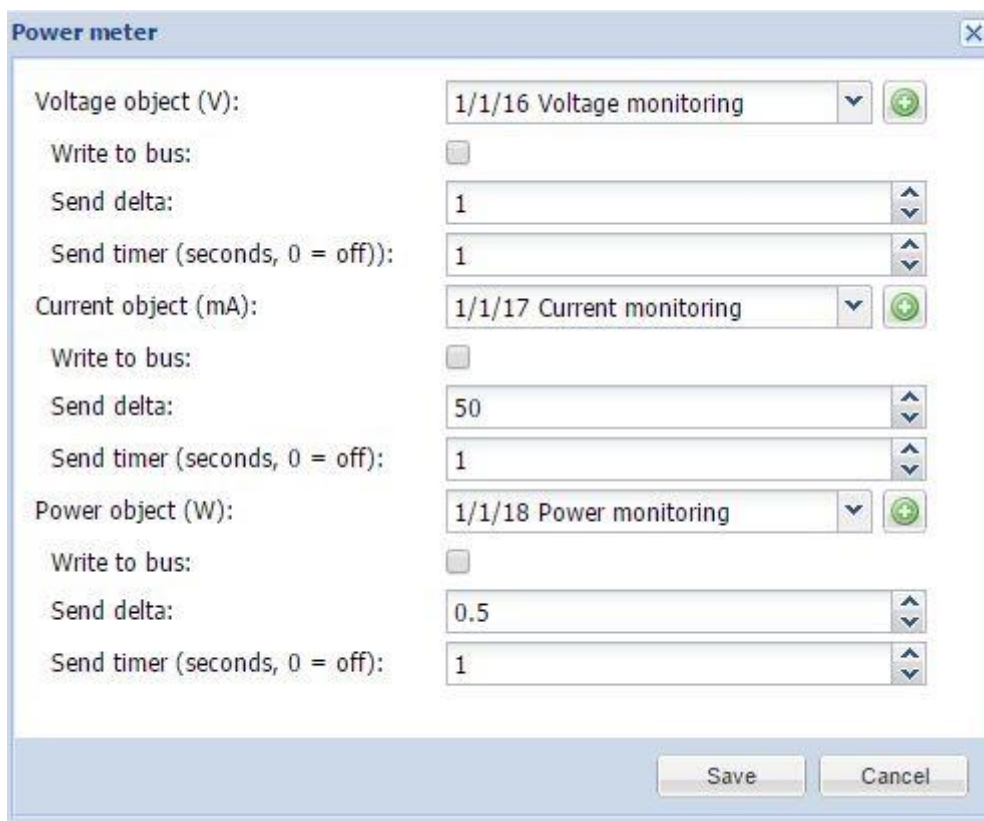 Power meter
Voltage object (V): 1/1/16 Voltage monitoring
Write to bus:
Send delta: 1
Send timer (seconds, 0 = off)): 1
Current object (mA): 1/1/17 Current monitoring
Write to bus:
Send delta: 50
Send timer (seconds, 0 = off): 1
Power object (W): 1/1/18 Power monitoring
Write to bus:
Send delta: 0.5
Send timer (seconds, 0 = off): 1
Save Cancel